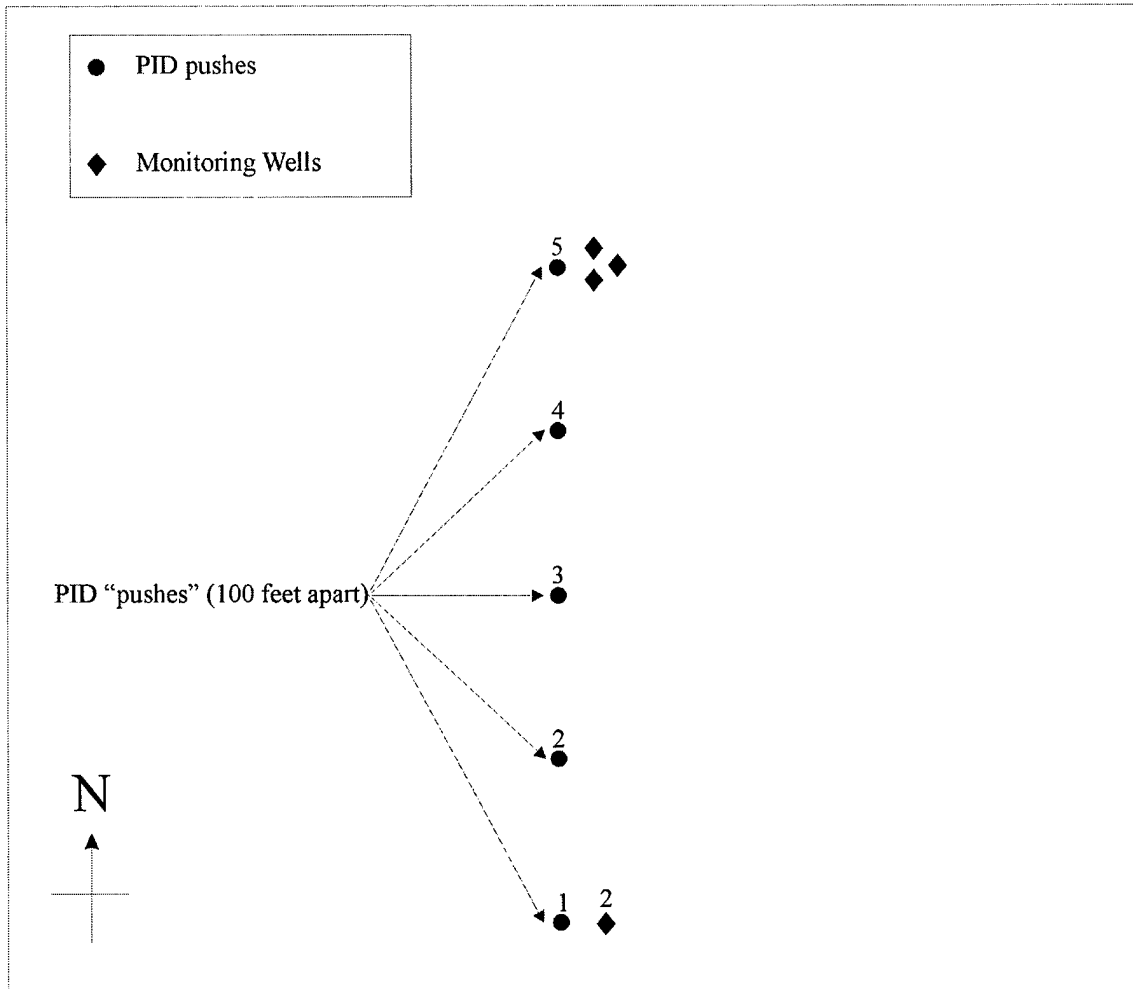 PID pushes
Monitoring Wells
5
4
PID “pushes” (100 feet apart)
3
2
N
1 2